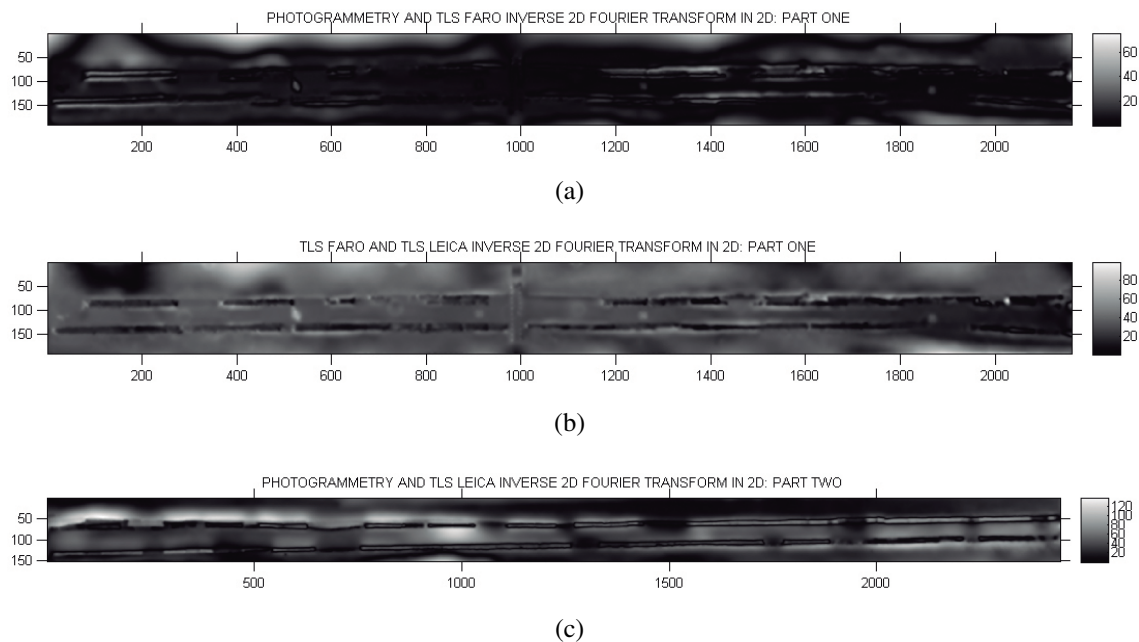 PHOTOGRAMMETRY AND TLS FARO INVERSE 2D FOURIER TRANSFORM IN 2D: PART ONE
50
100
150
200 400 600 800 1000 1200 1400 1600 1800 2000
60
40
20
(a)
TLS FARO AND TLS LEICA INVERSE 2D FOURIER TRANSFORM IN 2D: PART ONE
50
100
150
200 400 600 800 1000 1200 1400 1600 1800 2000
80
60
40
20
(b)
PHOTOGRAMMETRY AND TLS LEICA INVERSE 2D FOURIER TRANSFORM IN 2D: PART TWO
50
100
150
500 1000 1500 2000
120
100
80
60
40
20
(c)